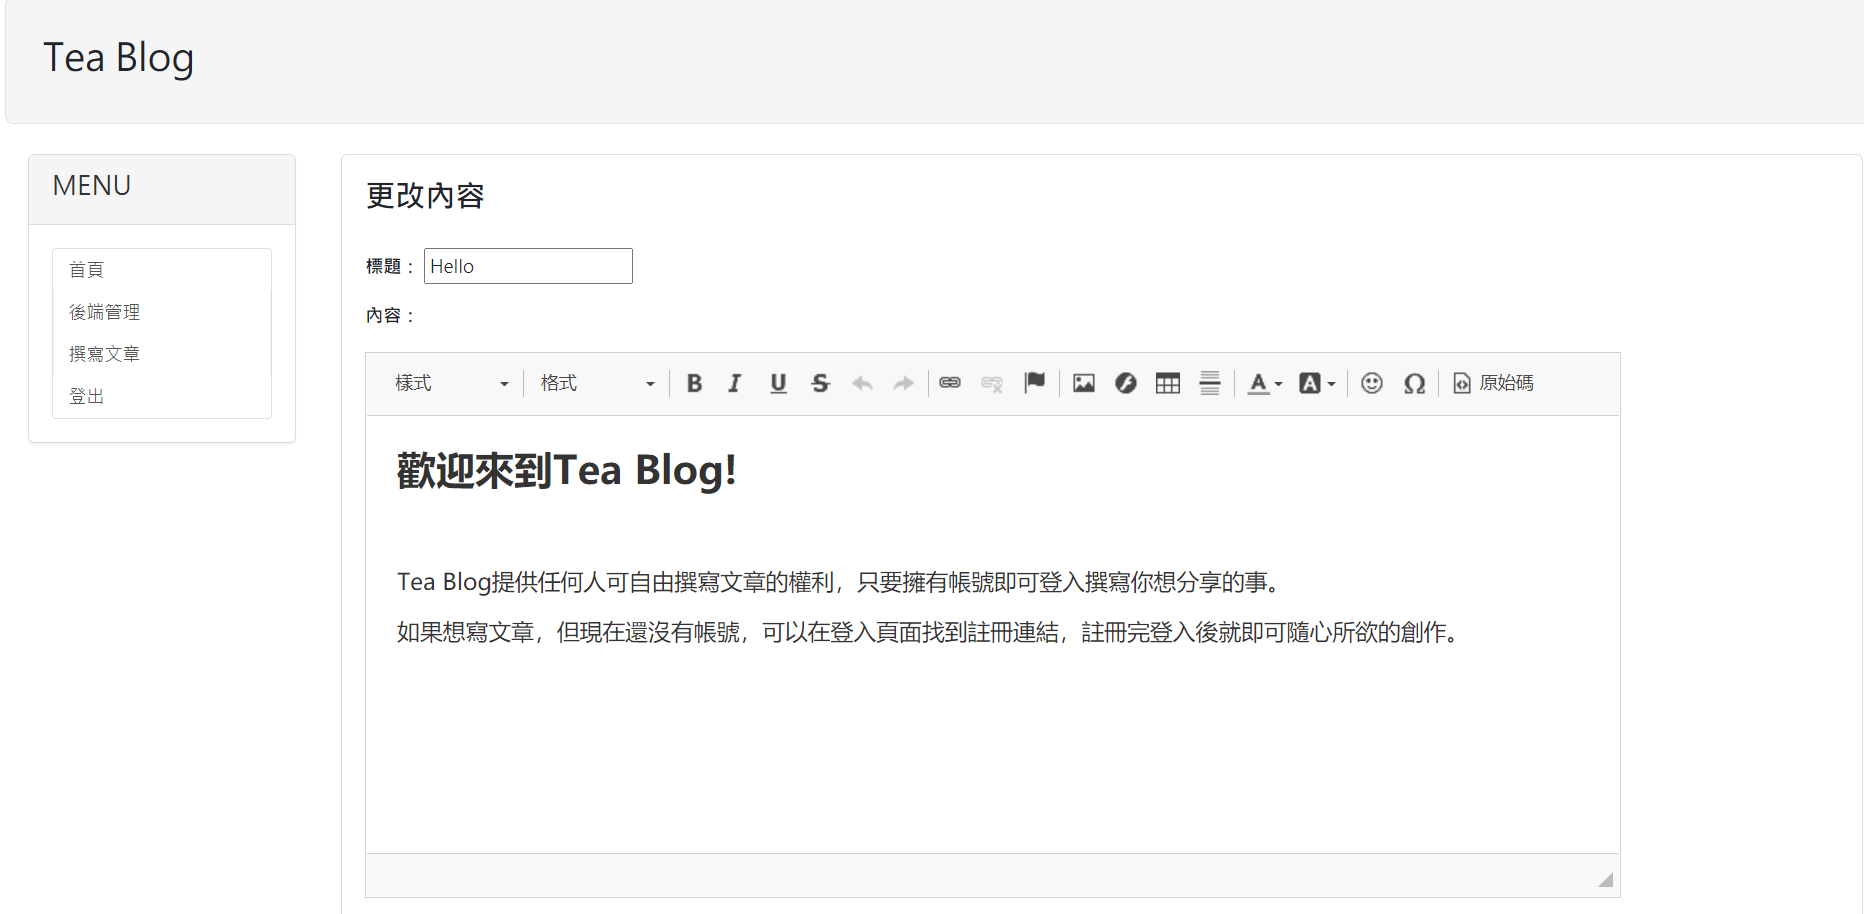 Tea Blog
MENU
首頁
後端管理
撰寫文章
登出
更改內容
標題： Hello
內容：
樣式 格式 B I U S A A Ω 原始碼
歡迎來到Tea Blog!
Tea Blog提供任何人可自由撰寫文章的權利，只要擁有帳號即可登入撰寫你想分享的事。
如果想寫文章，但現在還沒有帳號，可以在登入頁面找到註冊連結，註冊完登入後就即可隨心所欲的創作。